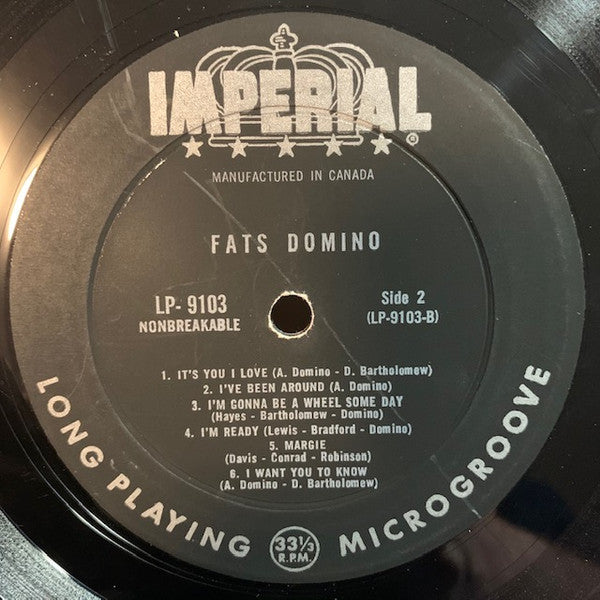 IMPERIAL
★ ★ ★ ★ ★ ®
MANUFACTURED IN CANADA
FATS DOMINO
LP- 9103 Side 2
NONBREAKABLE (LP-9103-B)
1. IT'S YOU I LOVE (A. Domino - D. Bartholomew)
2. I'VE BEEN AROUND (A. Domino)
3. I'M GONNA BE A WHEEL SOME DAY
(Hayes - Bartholomew - Domino)
4. I'M READY (Lewis - Bradford - Domino)
5. MARGIE
(Davis - Conrad - Robinson)
6. I WANT YOU TO KNOW
(A. Domino - D. Bartholomew)
LONG PLAYING MICROGROOVE
33⅓
R.P.M.